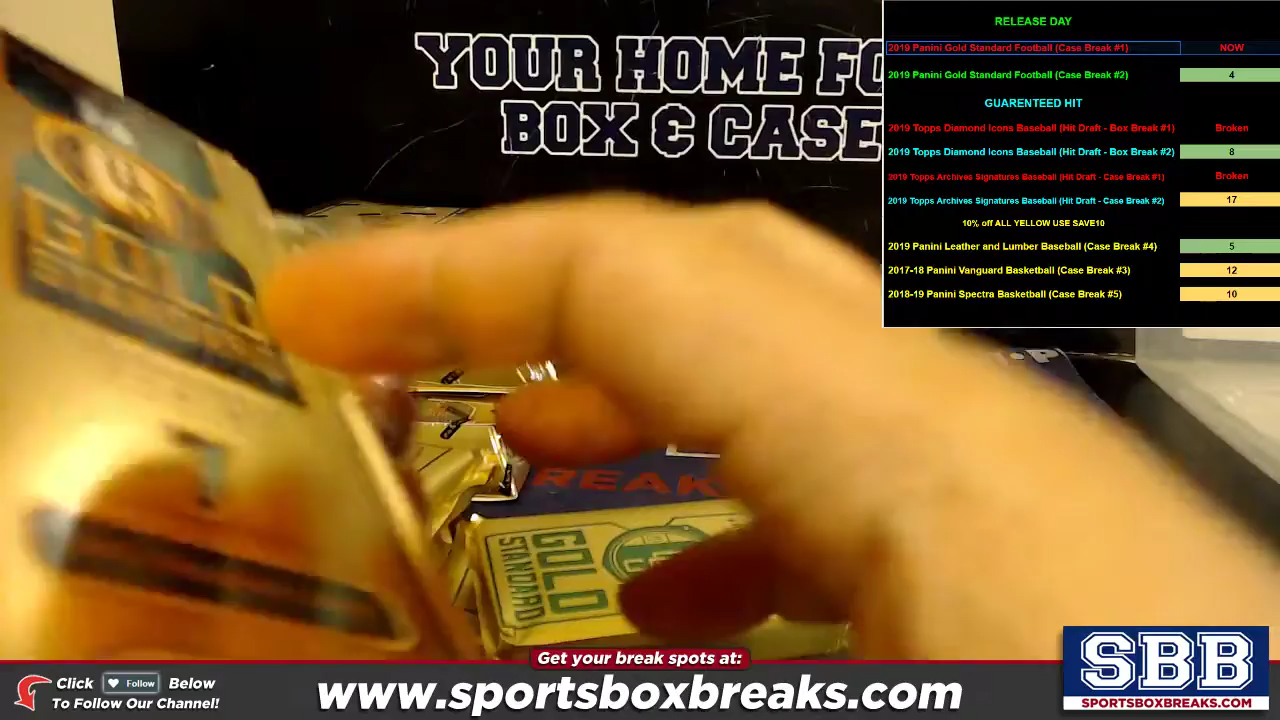 YOUR HOME FO
BOX & CASE
RELEASE DAY
2019 Panini Gold Standard Football (Case Break #1) NOW
2019 Panini Gold Standard Football (Case Break #2) 4
GUARENTEED HIT
2019 Topps Diamond Icons Baseball (Hit Draft - Box Break #1) Broken
2019 Topps Diamond Icons Baseball (Hit Draft - Box Break #2) 8
2019 Topps Archives Signatures Baseball (Hit Draft - Case Break #1) Broken
2019 Topps Archives Signatures Baseball (Hit Draft - Case Break #2) 17
10% off ALL YELLOW USE SAVE10
2019 Panini Leather and Lumber Baseball (Case Break #4) 5
2017-18 Panini Vanguard Basketball (Case Break #3) 12
2018-19 Panini Spectra Basketball (Case Break #5) 10
REAK
GOLD
STANDARD
Get your break spots at:
Click Follow Below
To Follow Our Channel!
www.sportsboxbreaks.com
SBB
SPORTSBOXBREAKS.COM